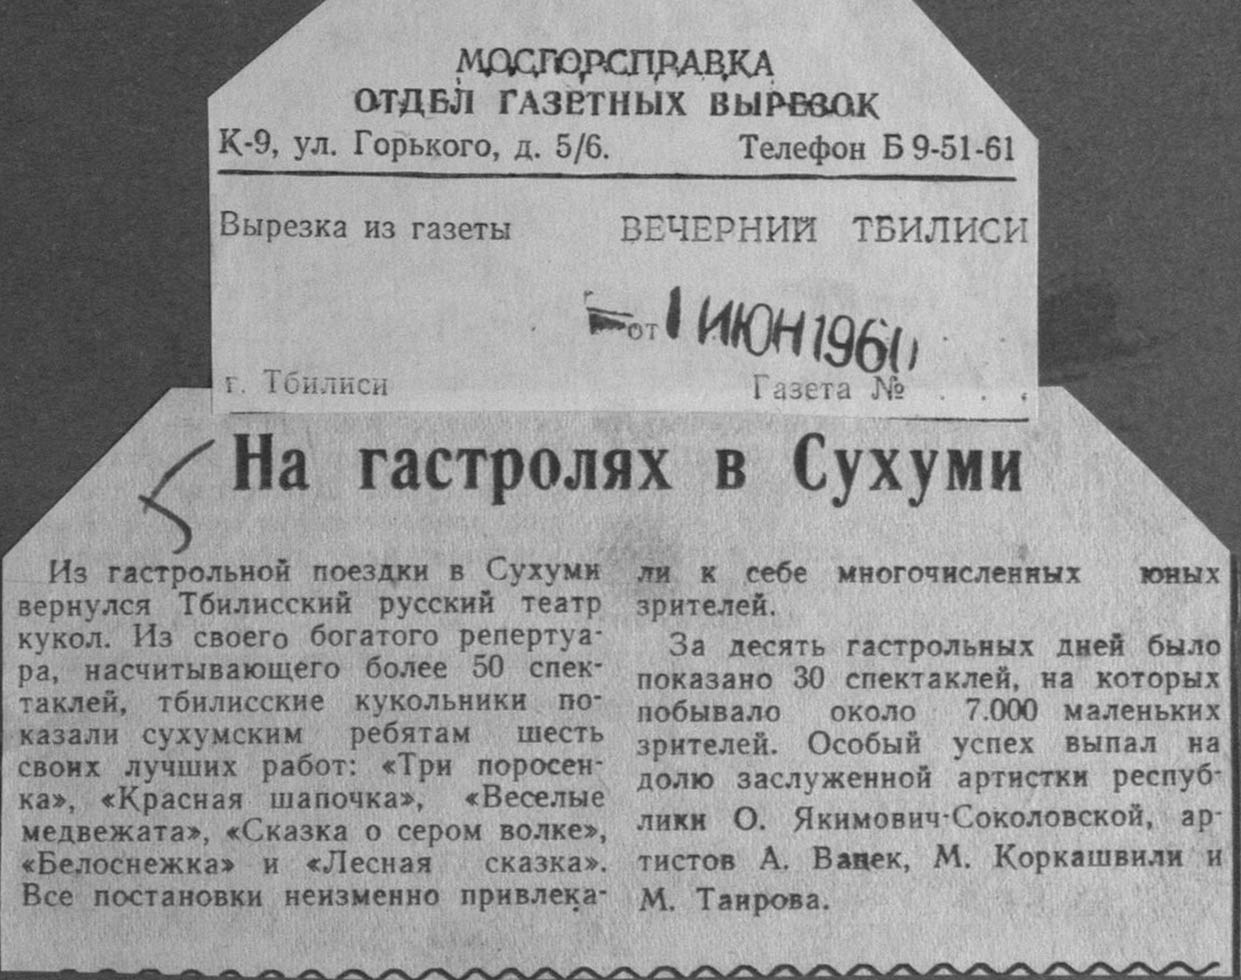 МОСГОРСПРАВКА
ОТДЕЛ ГАЗЕТНЫХ ВЫРЕЗОК
К-9, ул. Горького, д. 5/6. Телефон Б 9-51-61
Вырезка из газеты ВЕЧЕРНИЙ ТБИЛИСИ
от 1 ИЮН 1960
г. Тбилиси Газета № . . .
На гастролях в Сухуми
Из гастрольной поездки в Сухуми
вернулся Тбилисский русский театр
кукол. Из своего богатого репертуа-
ра, насчитывающего более 50 спек-
таклей, тбилисские кукольники по-
казали сухумским ребятам шесть
своих лучших работ: «Три поросен-
ка», «Красная шапочка», «Веселые
медвежата», «Сказка о сером волке»,
«Белоснежка» и «Лесная сказка».
Все постановки неизменно привлека-
ли к себе многочисленных юных
зрителей.
За десять гастрольных дней было
показано 30 спектаклей, на которых
побывало около 7.000 маленьких
зрителей. Особый успех выпал на
долю заслуженной артистки респуб-
лики О. Якимович-Соколовской, ар-
тистов А. Вацек, М. Коркашвили и
М. Таирова.